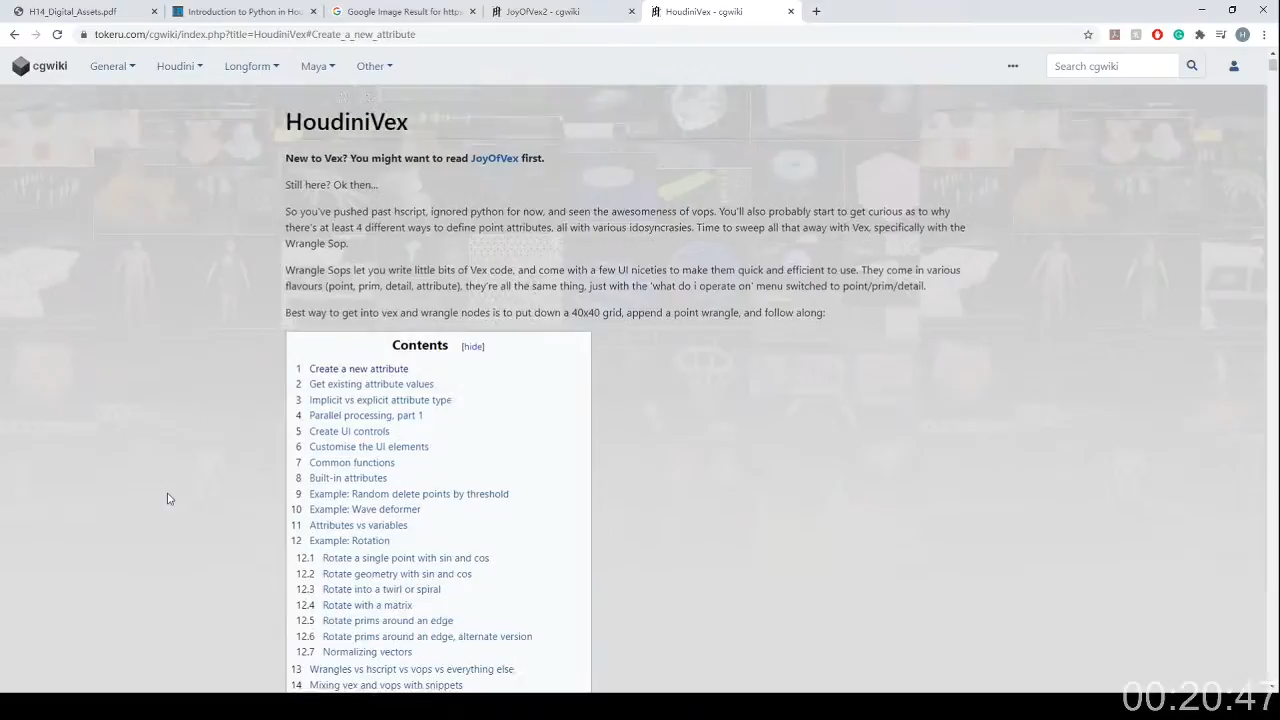 H14_Digital_Assets.pdf
Introduction to Python in Hou
Google Image Result for https
JoyOfVex2 - cgwiki
HoudiniVex - cgwiki
tokeru.com/cgwiki/index.php?title=HoudiniVex#Create_a_new_attribute
H
cgwiki General Houdini Longform Maya Other
Search cgwiki
HoudiniVex
New to Vex? You might want to read JoyOfVex first.
Still here? Ok then...
So you've pushed past hscript, ignored python for now, and seen the awesomeness of vops. You'll also probably start to get curious as to why
there's at least 4 different ways to define point attributes, all with various idosyncrasies. Time to sweep all that away with Vex, specifically with the
Wrangle Sop.
Wrangle Sops let you write little bits of Vex code, and come with a few UI niceties to make them quick and efficient to use. They come in various
flavours (point, prim, detail, attribute), they're all the same thing, just with the 'what do i operate on' menu switched to point/prim/detail.
Best way to get into vex and wrangle nodes is to put down a 40x40 grid, append a point wrangle, and follow along:
Contents [hide]
1 Create a new attribute
2 Get existing attribute values
3 Implicit vs explicit attribute type
4 Parallel processing, part 1
5 Create UI controls
6 Customise the UI elements
7 Common functions
8 Built-in attributes
9 Example: Random delete points by threshold
10 Example: Wave deformer
11 Attributes vs variables
12 Example: Rotation
12.1 Rotate a single point with sin and cos
12.2 Rotate geometry with sin and cos
12.3 Rotate into a twirl or spiral
12.4 Rotate with a matrix
12.5 Rotate prims around an edge
12.6 Rotate prims around an edge, alternate version
12.7 Normalizing vectors
13 Wrangles vs hscript vs vops vs everything else
14 Mixing vex and vops with snippets
00:20:47